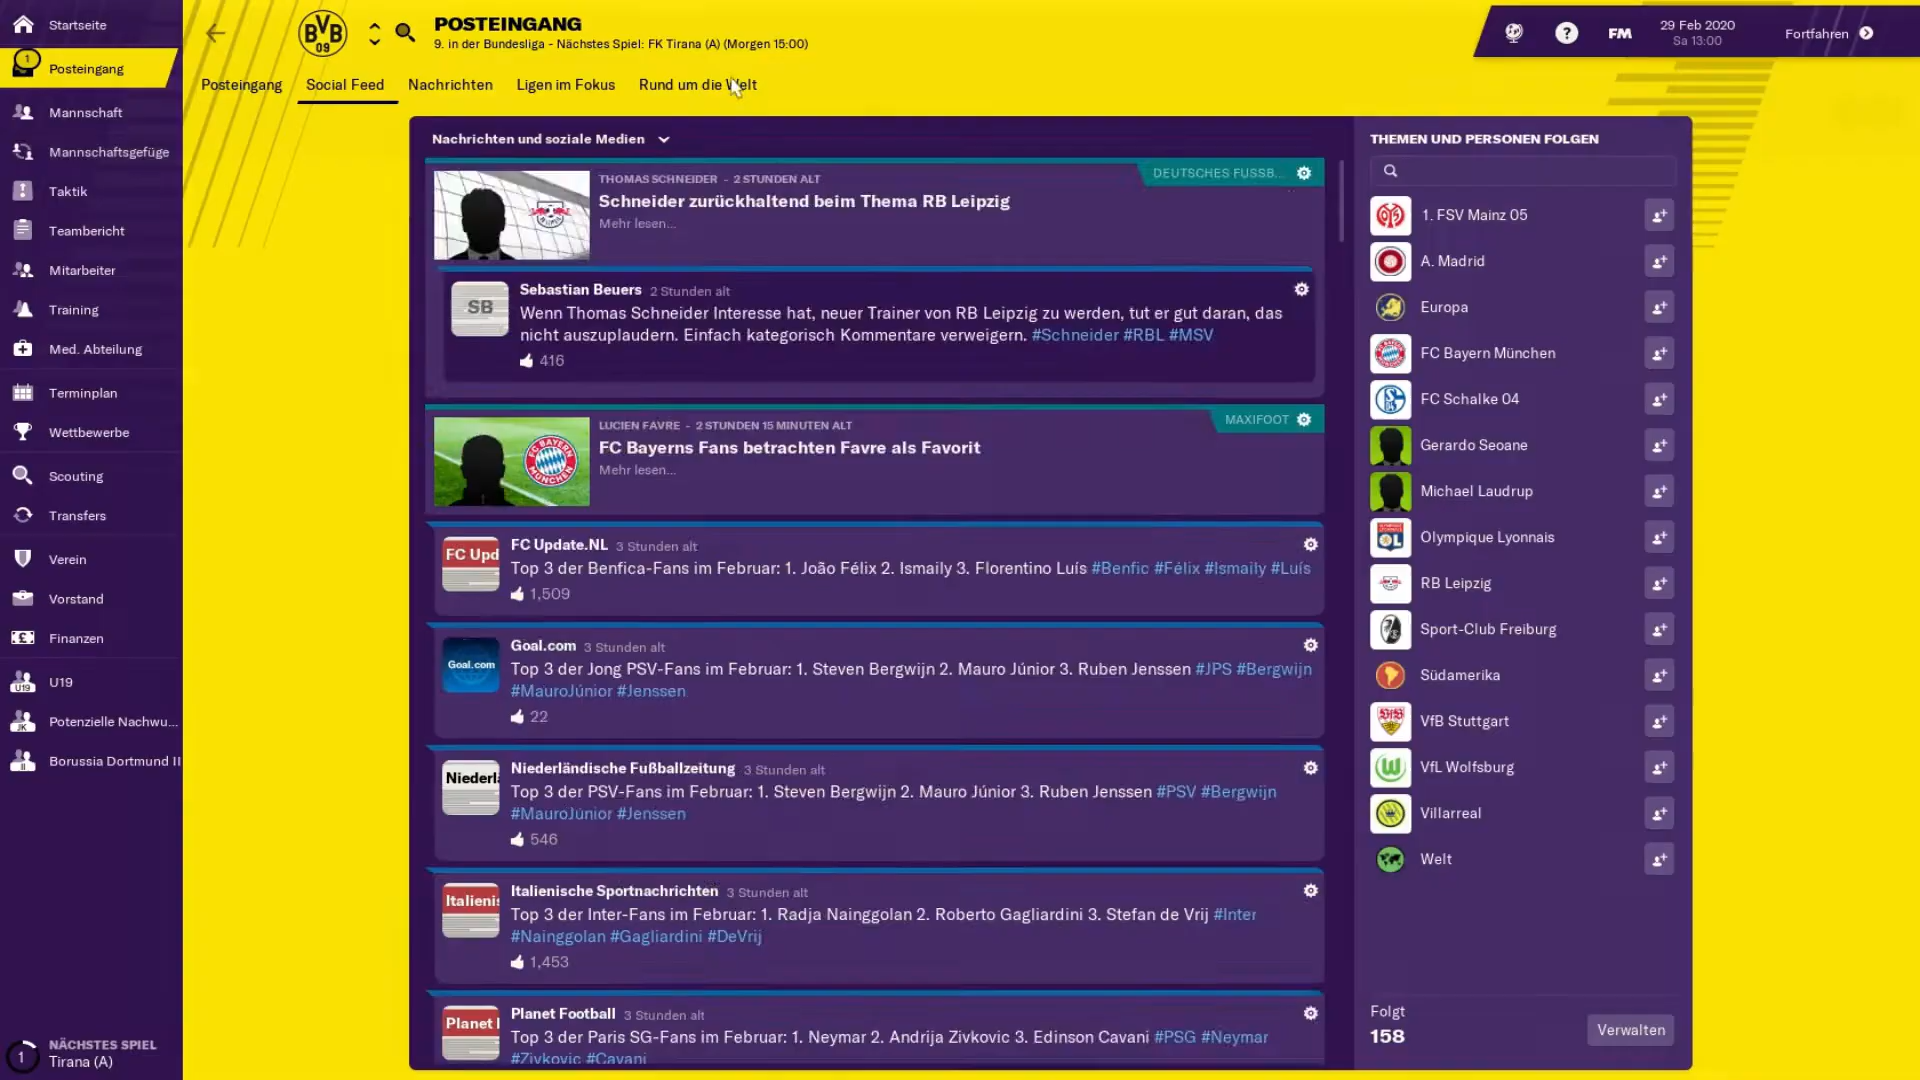 Startseite
1
Posteingang
Mannschaft
Mannschaftsgefüge
Taktik
Teambericht
Mitarbeiter
Training
Med. Abteilung
Terminplan
Wettbewerbe
Scouting
Transfers
Verein
Vorstand
Finanzen
U19
U19
JK
Potenzielle Nachwu...
II
Borussia Dortmund II
1
NÄCHSTES SPIEL
Tirana (A)
BVB
09
POSTEINGANG
9. in der Bundesliga - Nächstes Spiel: FK Tirana (A) (Morgen 15:00)
?
FM
29 Feb 2020
Sa 13:00
Fortfahren
Posteingang
Social Feed
Nachrichten
Ligen im Fokus
Rund um die Welt
Nachrichten und soziale Medien
THOMAS SCHNEIDER - 2 STUNDEN ALT
DEUTSCHES FUSSB...
Schneider zurückhaltend beim Thema RB Leipzig
Mehr lesen...
SB
Sebastian Beuers 2 Stunden alt
Wenn Thomas Schneider Interesse hat, neuer Trainer von RB Leipzig zu werden, tut er gut daran, das
nicht auszuplaudern. Einfach kategorisch Kommentare verweigern. #Schneider #RBL #MSV
416
LUCIEN FAVRE - 2 STUNDEN 15 MINUTEN ALT
MAXIFOOT
FC BAYERN
MÜNCHEN
FC Bayerns Fans betrachten Favre als Favorit
Mehr lesen...
FC Upd
FC Update.NL 3 Stunden alt
Top 3 der Benfica-Fans im Februar: 1. João Félix 2. Ismaily 3. Florentino Luís #Benfic #Félix #Ismaily #Luís
1,509
Goal.com
Goal.com 3 Stunden alt
Top 3 der Jong PSV-Fans im Februar: 1. Steven Bergwijn 2. Mauro Júnior 3. Ruben Jenssen #JPS #Bergwijn
#MauroJúnior #Jenssen
22
Niederlä
Niederländische Fußballzeitung 3 Stunden alt
Top 3 der PSV-Fans im Februar: 1. Steven Bergwijn 2. Mauro Júnior 3. Ruben Jenssen #PSV #Bergwijn
#MauroJúnior #Jenssen
546
Italienis
Italienische Sportnachrichten 3 Stunden alt
Top 3 der Inter-Fans im Februar: 1. Radja Nainggolan 2. Roberto Gagliardini 3. Stefan de Vrij #Inter
#Nainggolan #Gagliardini #DeVrij
1,453
Planet F
Planet Football 3 Stunden alt
Top 3 der Paris SG-Fans im Februar: 1. Neymar 2. Andrija Zivkovic 3. Edinson Cavani #PSG #Neymar
#Zivkovic #Cavani
THEMEN UND PERSONEN FOLGEN
1. FSV Mainz 05
A. Madrid
Europa
FC Bayern München
FC Schalke 04
Gerardo Seoane
Michael Laudrup
Olympique Lyonnais
RB Leipzig
Sport-Club Freiburg
Südamerika
VfB Stuttgart
VfL Wolfsburg
Villarreal
Welt
Folgt
158
Verwalten